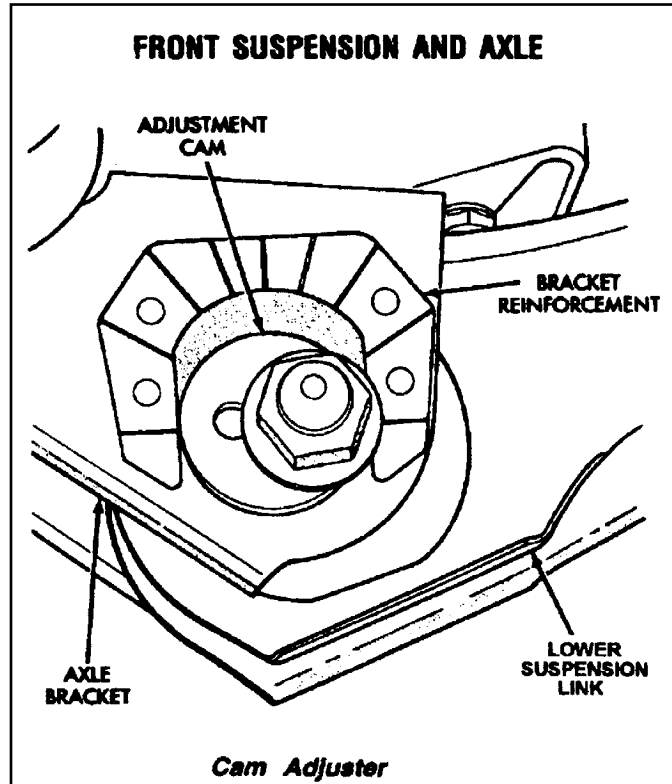 FRONT SUSPENSION AND AXLE
ADJUSTMENT
CAM
BRACKET
REINFORCEMENT
AXLE
BRACKET
LOWER
SUSPENSION
LINK
Cam Adjuster